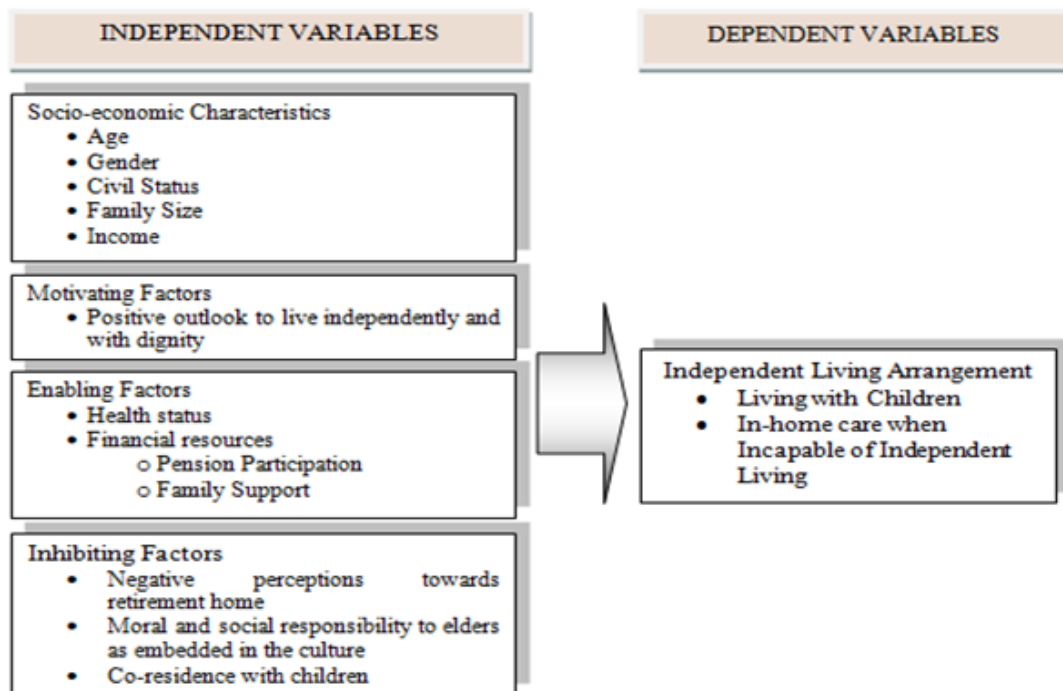 INDEPENDENT VARIABLES
Socio-economic Characteristics
• Age
• Gender
• Civil Status
• Family Size
• Income
Motivating Factors
• Positive outlook to live independently and
with dignity
Enabling Factors
• Health status
• Financial resources
o Pension Participation
o Family Support
Inhibiting Factors
• Negative perceptions towards
retirement home
• Moral and social responsibility to elders
as embedded in the culture
• Co-residence with children
DEPENDENT VARIABLES
Independent Living Arrangement
• Living with Children
• In-home care when
Incapable of Independent
Living